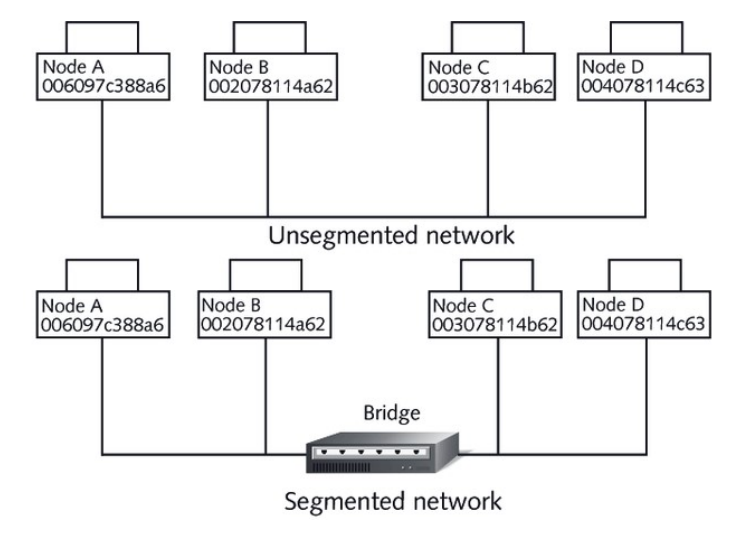 Node A
006097c388a6
Node B
002078114a62
Node C
003078114b62
Node D
004078114c63
Unsegmented network
Node A
006097c388a6
Node B
002078114a62
Node C
003078114b62
Node D
004078114c63
Bridge
Segmented network